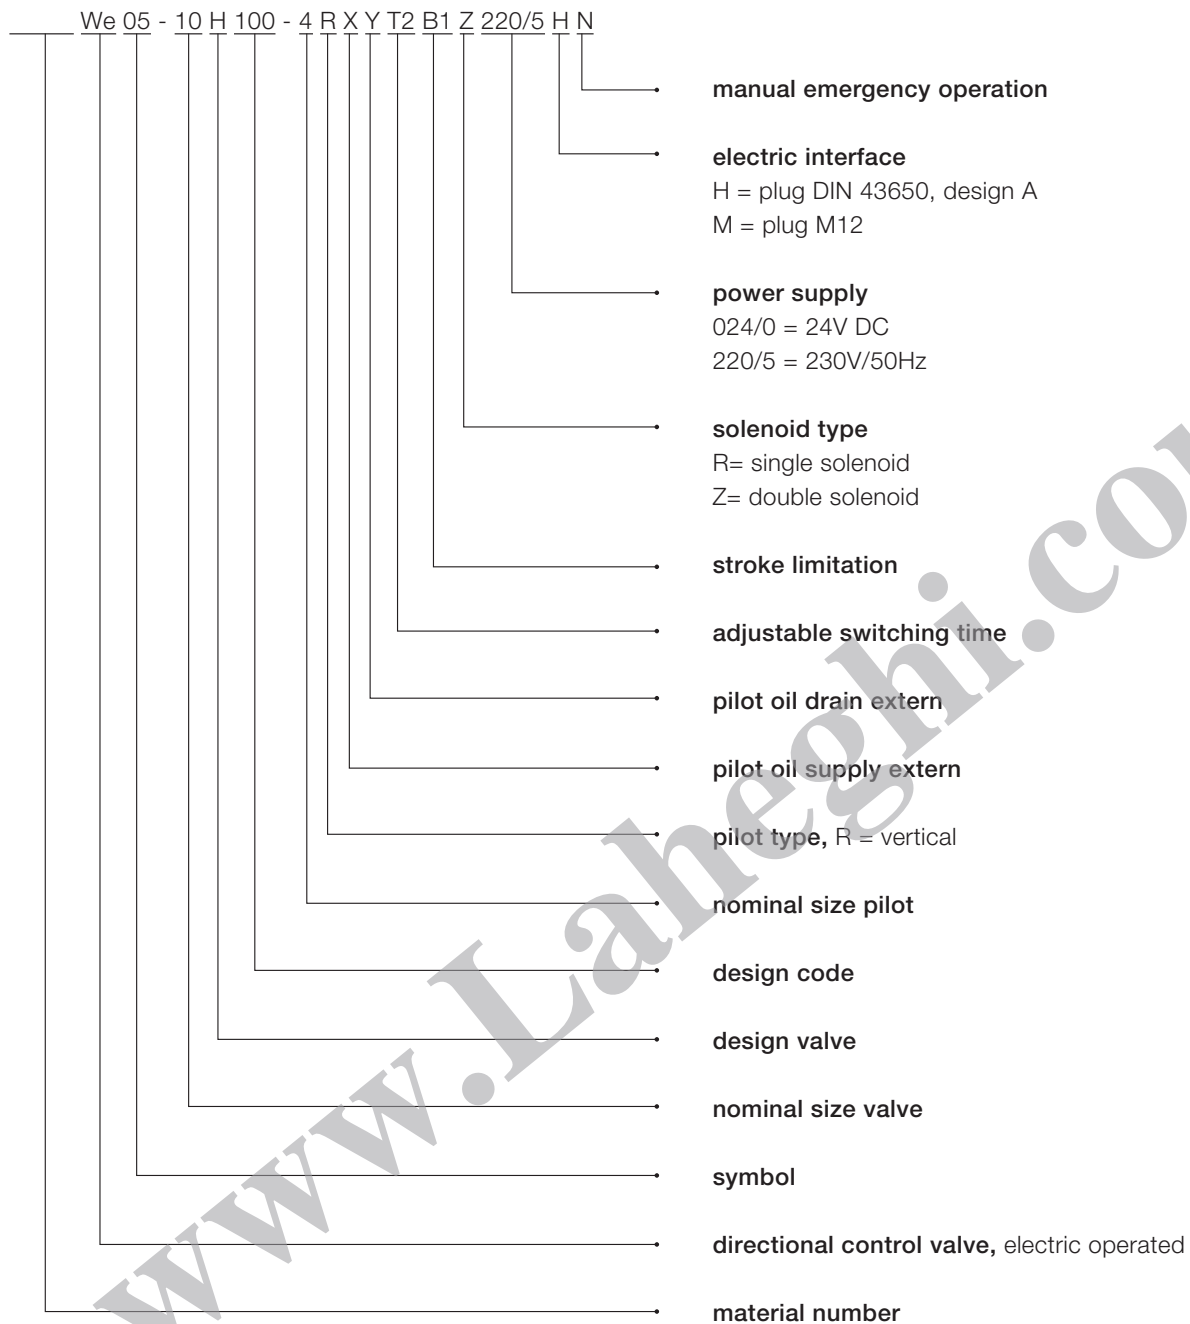 We 05 - 10 H 100 - 4 R X Y T2 B1 Z 220/5 H N
manual emergency operation
electric interface
H = plug DIN 43650, design A
M = plug M12
power supply
024/0 = 24V DC
220/5 = 230V/50Hz
solenoid type
R= single solenoid
Z= double solenoid
stroke limitation
adjustable switching time
pilot oil drain extern
pilot oil supply extern
pilot type, R = vertical
nominal size pilot
design code
design valve
nominal size valve
symbol
directional control valve, electric operated
material number
www.Laheghi.co